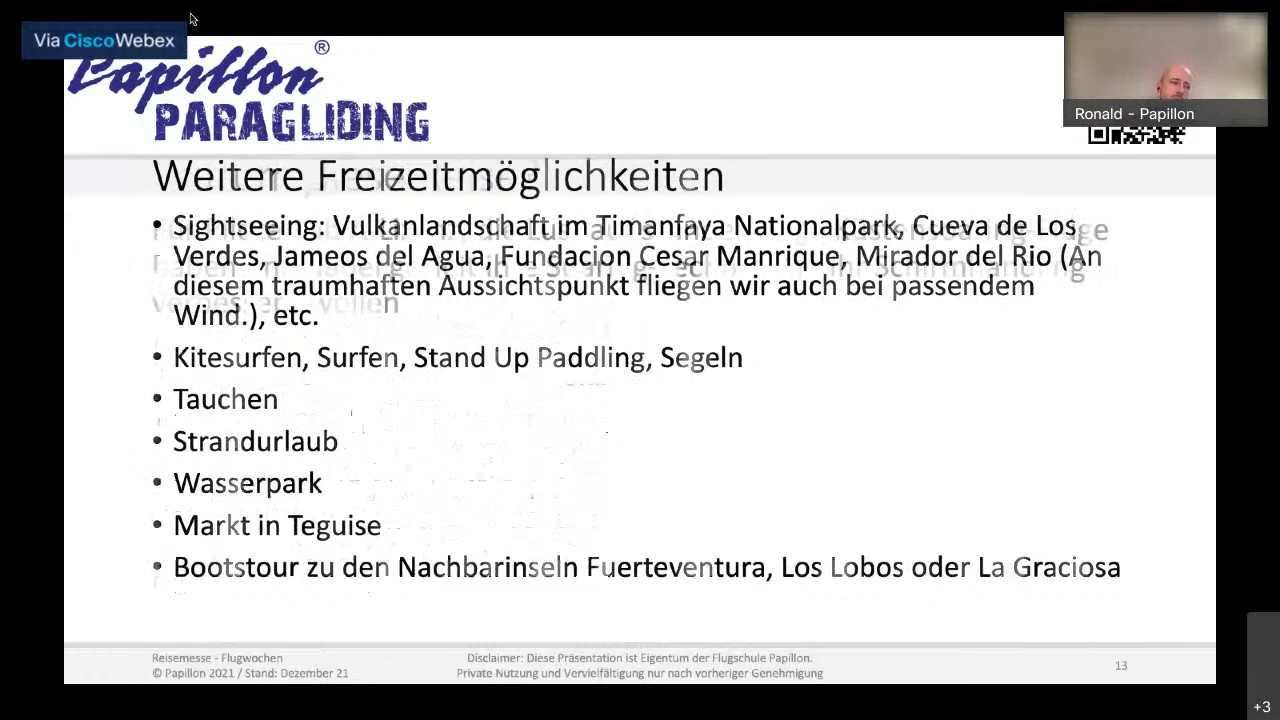 Via Cisco Webex
Papillon ®
PARAGLIDING
Ronald - Papillon
Weitere Freizeitmöglichkeiten
• Sightseeing: Vulkanlandschaft im Timanfaya Nationalpark, Cueva de Los
Verdes, Jameos del Agua, Fundacion Cesar Manrique, Mirador del Rio (An
diesem traumhaften Aussichtspunkt fliegen wir auch bei passendem
Wind.), etc.
• Kitesurfen, Surfen, Stand Up Paddling, Segeln
• Tauchen
• Strandurlaub
• Wasserpark
• Markt in Teguise
• Bootstour zu den Nachbarinseln Fuerteventura, Los Lobos oder La Graciosa
Reisemesse - Flugwochen
© Papillon 2021 / Stand: Dezember 21
Disclaimer: Diese Präsentation ist Eigentum der Flugschule Papillon.
Private Nutzung und Vervielfältigung nur nach vorheriger Genehmigung
13
+3